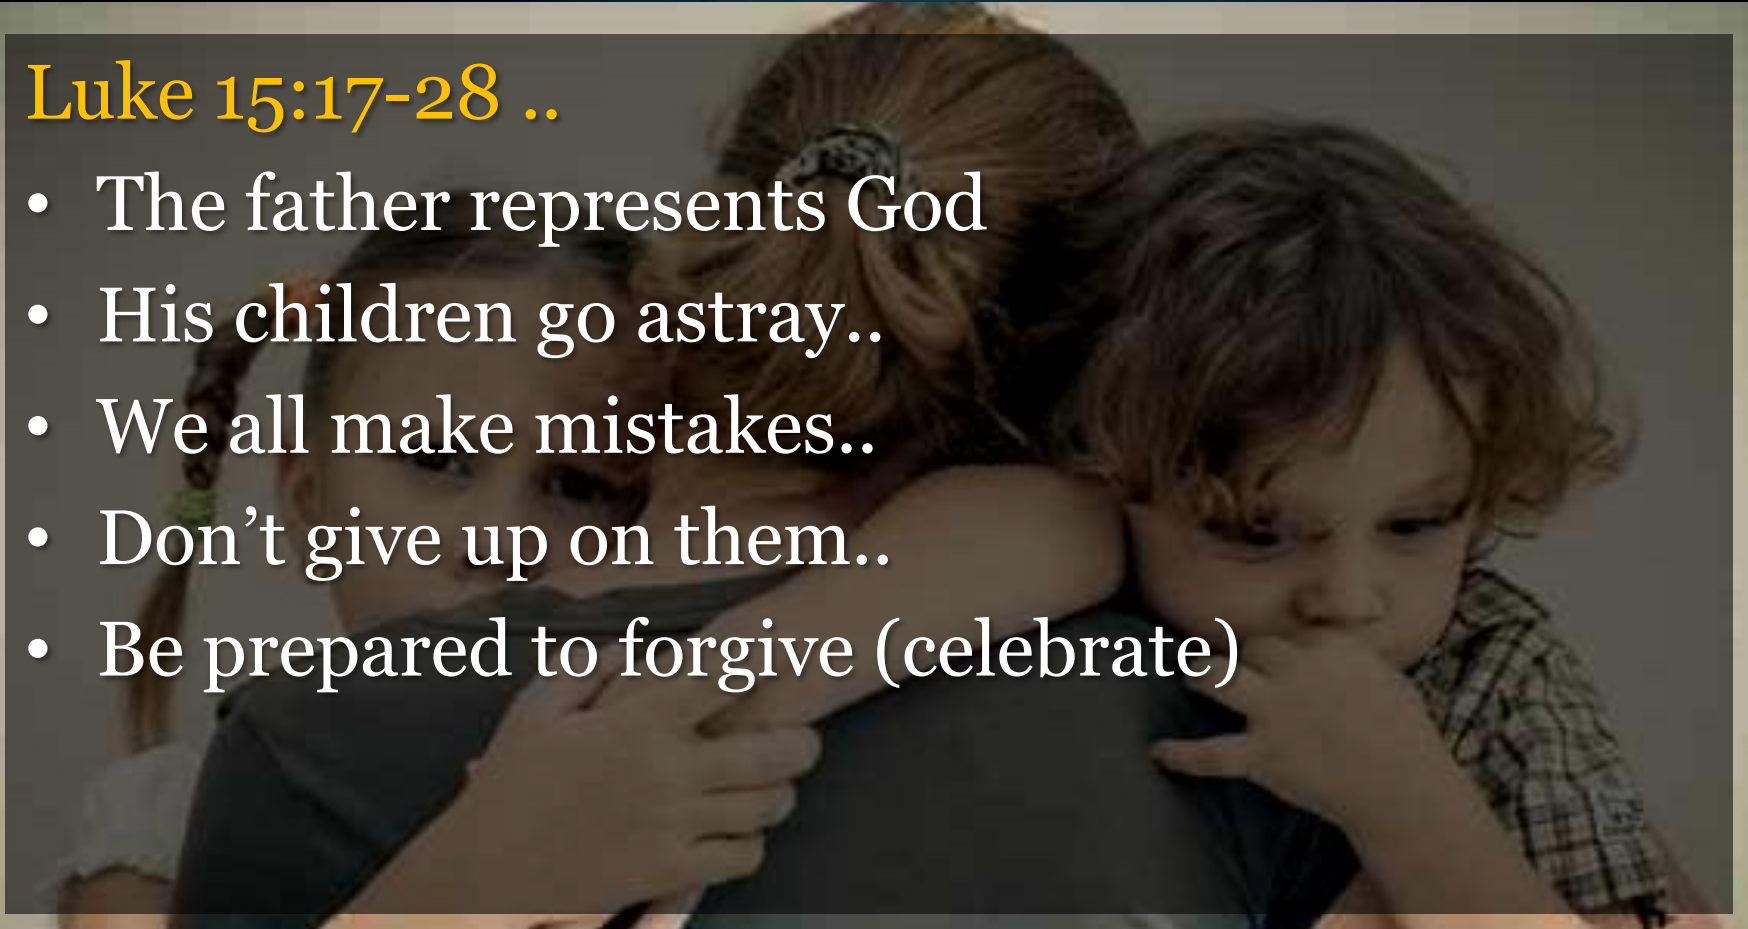 Luke 15:17-28 ..
• The father represents God
• His children go astray..
• We all make mistakes..
• Don’t give up on them..
• Be prepared to forgive (celebrate)